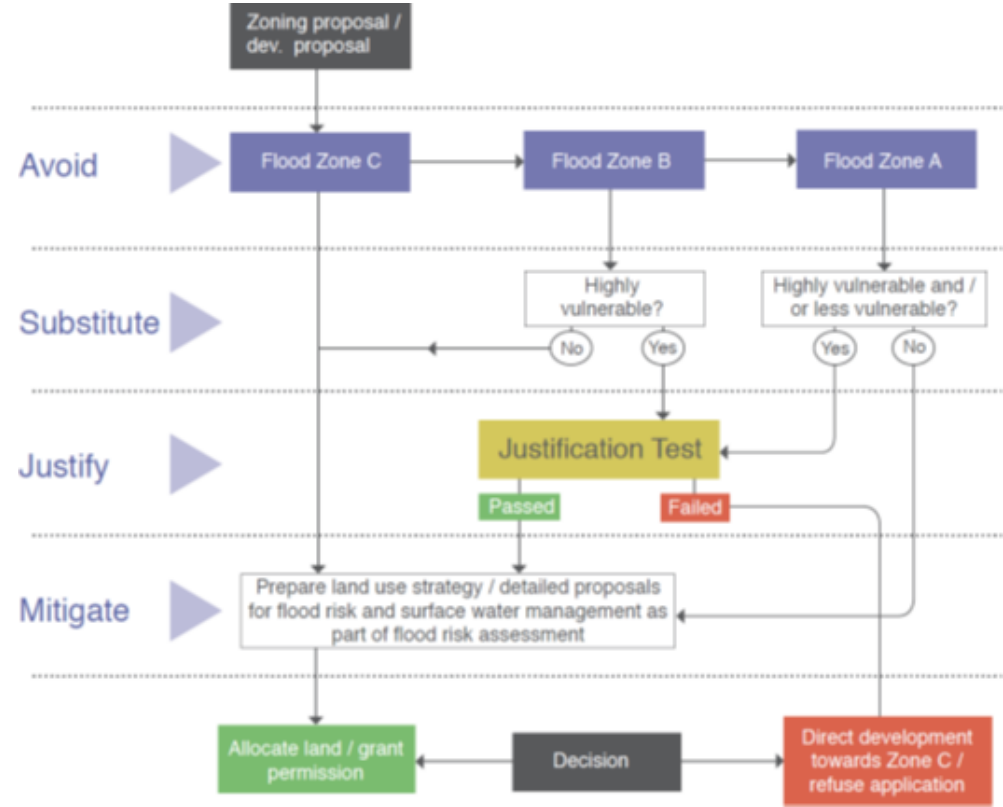 Zoning proposal /
dev. proposal
Avoid
Flood Zone C
Flood Zone B
Flood Zone A
Substitute
Highly
vulnerable?
Highly vulnerable and /
or less vulnerable?
No
Yes
Yes
No
Justify
Justification Test
Passed
Failed
Mitigate
Prepare land use strategy / detailed proposals
for flood risk and surface water management as
part of flood risk assessment
Allocate land / grant
permission
Decision
Direct development
towards Zone C /
refuse application